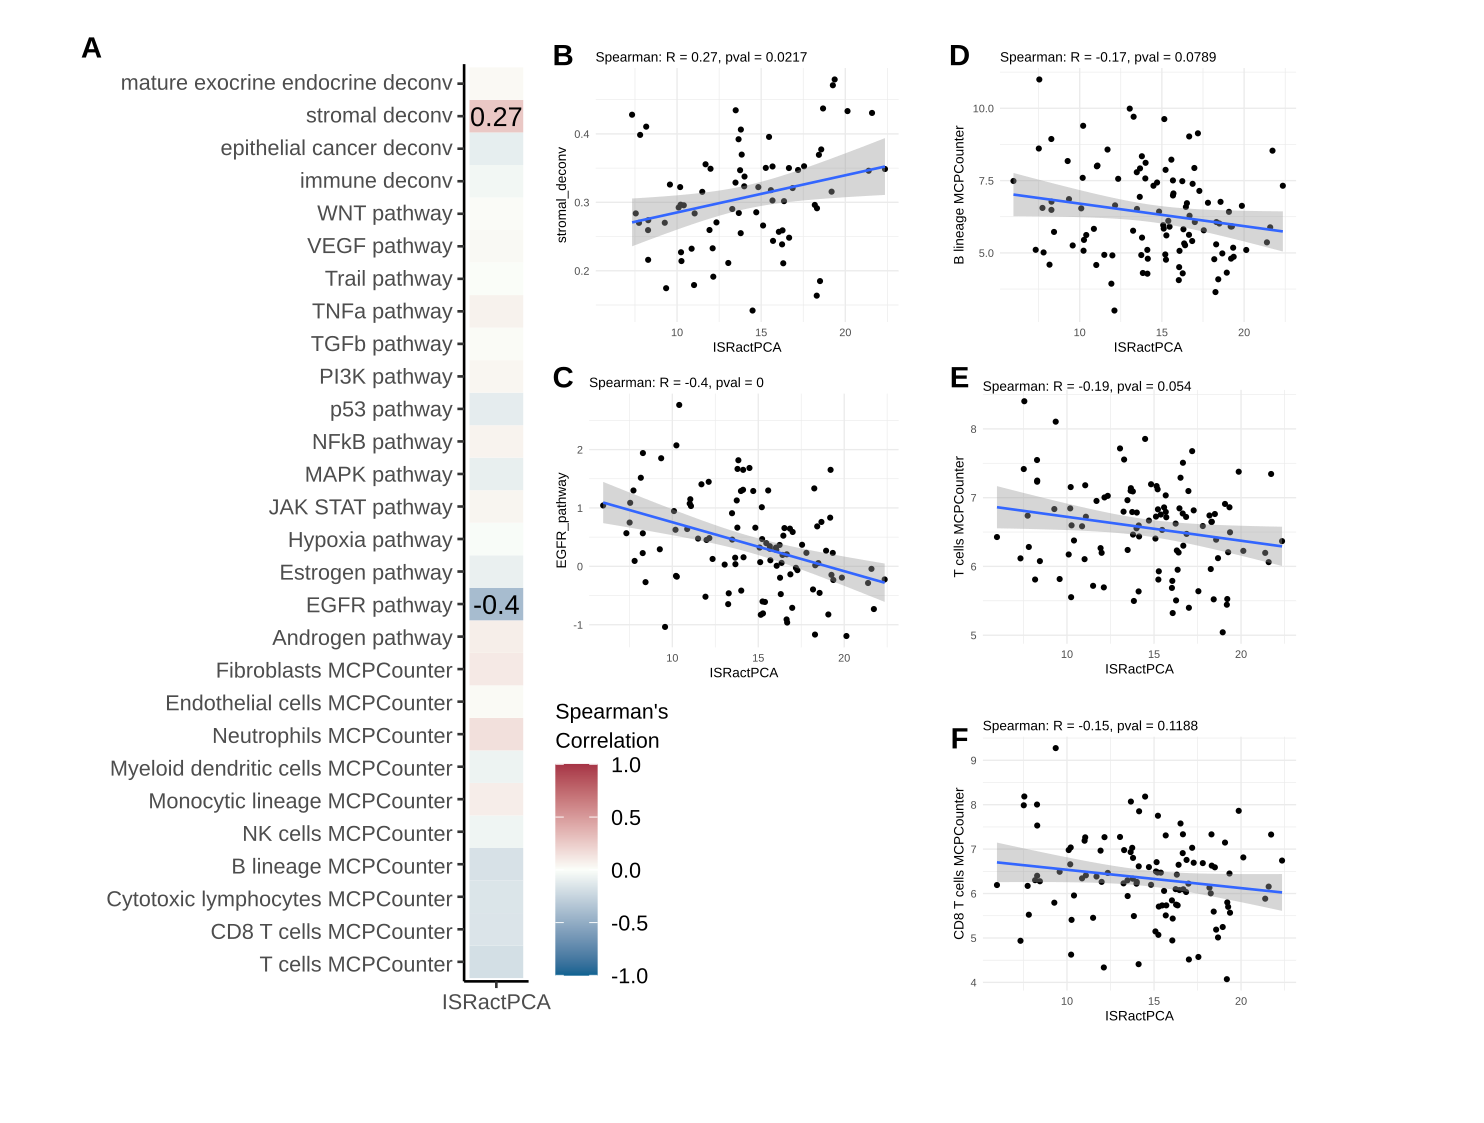 A
mature exocrine endocrine deconv
stromal deconv
0.27
epithelial cancer deconv
immune deconv
WNT pathway
VEGF pathway
Trail pathway
TNFa pathway
TGFb pathway
PI3K pathway
p53 pathway
NFkB pathway
MAPK pathway
JAK STAT pathway
Hypoxia pathway
Estrogen pathway
EGFR pathway
-0.4
Androgen pathway
Fibroblasts MCPCounter
Endothelial cells MCPCounter
Neutrophils MCPCounter
Myeloid dendritic cells MCPCounter
Monocytic lineage MCPCounter
NK cells MCPCounter
B lineage MCPCounter
Cytotoxic lymphocytes MCPCounter
CD8 T cells MCPCounter
T cells MCPCounter
ISRactPCA
B
Spearman: R = 0.27, pval = 0.0217
stromal_deconv
0.4
0.3
0.2
10
15
20
ISRactPCA
C
Spearman: R = -0.4, pval = 0
EGFR_pathway
2
1
0
-1
10
15
20
ISRactPCA
Spearman's
Correlation
1.0
0.5
0.0
-0.5
-1.0
D
Spearman: R = -0.17, pval = 0.0789
B lineage MCPCounter
10.0
7.5
5.0
10
15
20
ISRactPCA
E
Spearman: R = -0.19, pval = 0.054
T cells MCPCounter
8
7
6
5
10
15
20
ISRactPCA
F
Spearman: R = -0.15, pval = 0.1188
CD8 T cells MCPCounter
9
8
7
6
5
4
10
15
20
ISRactPCA